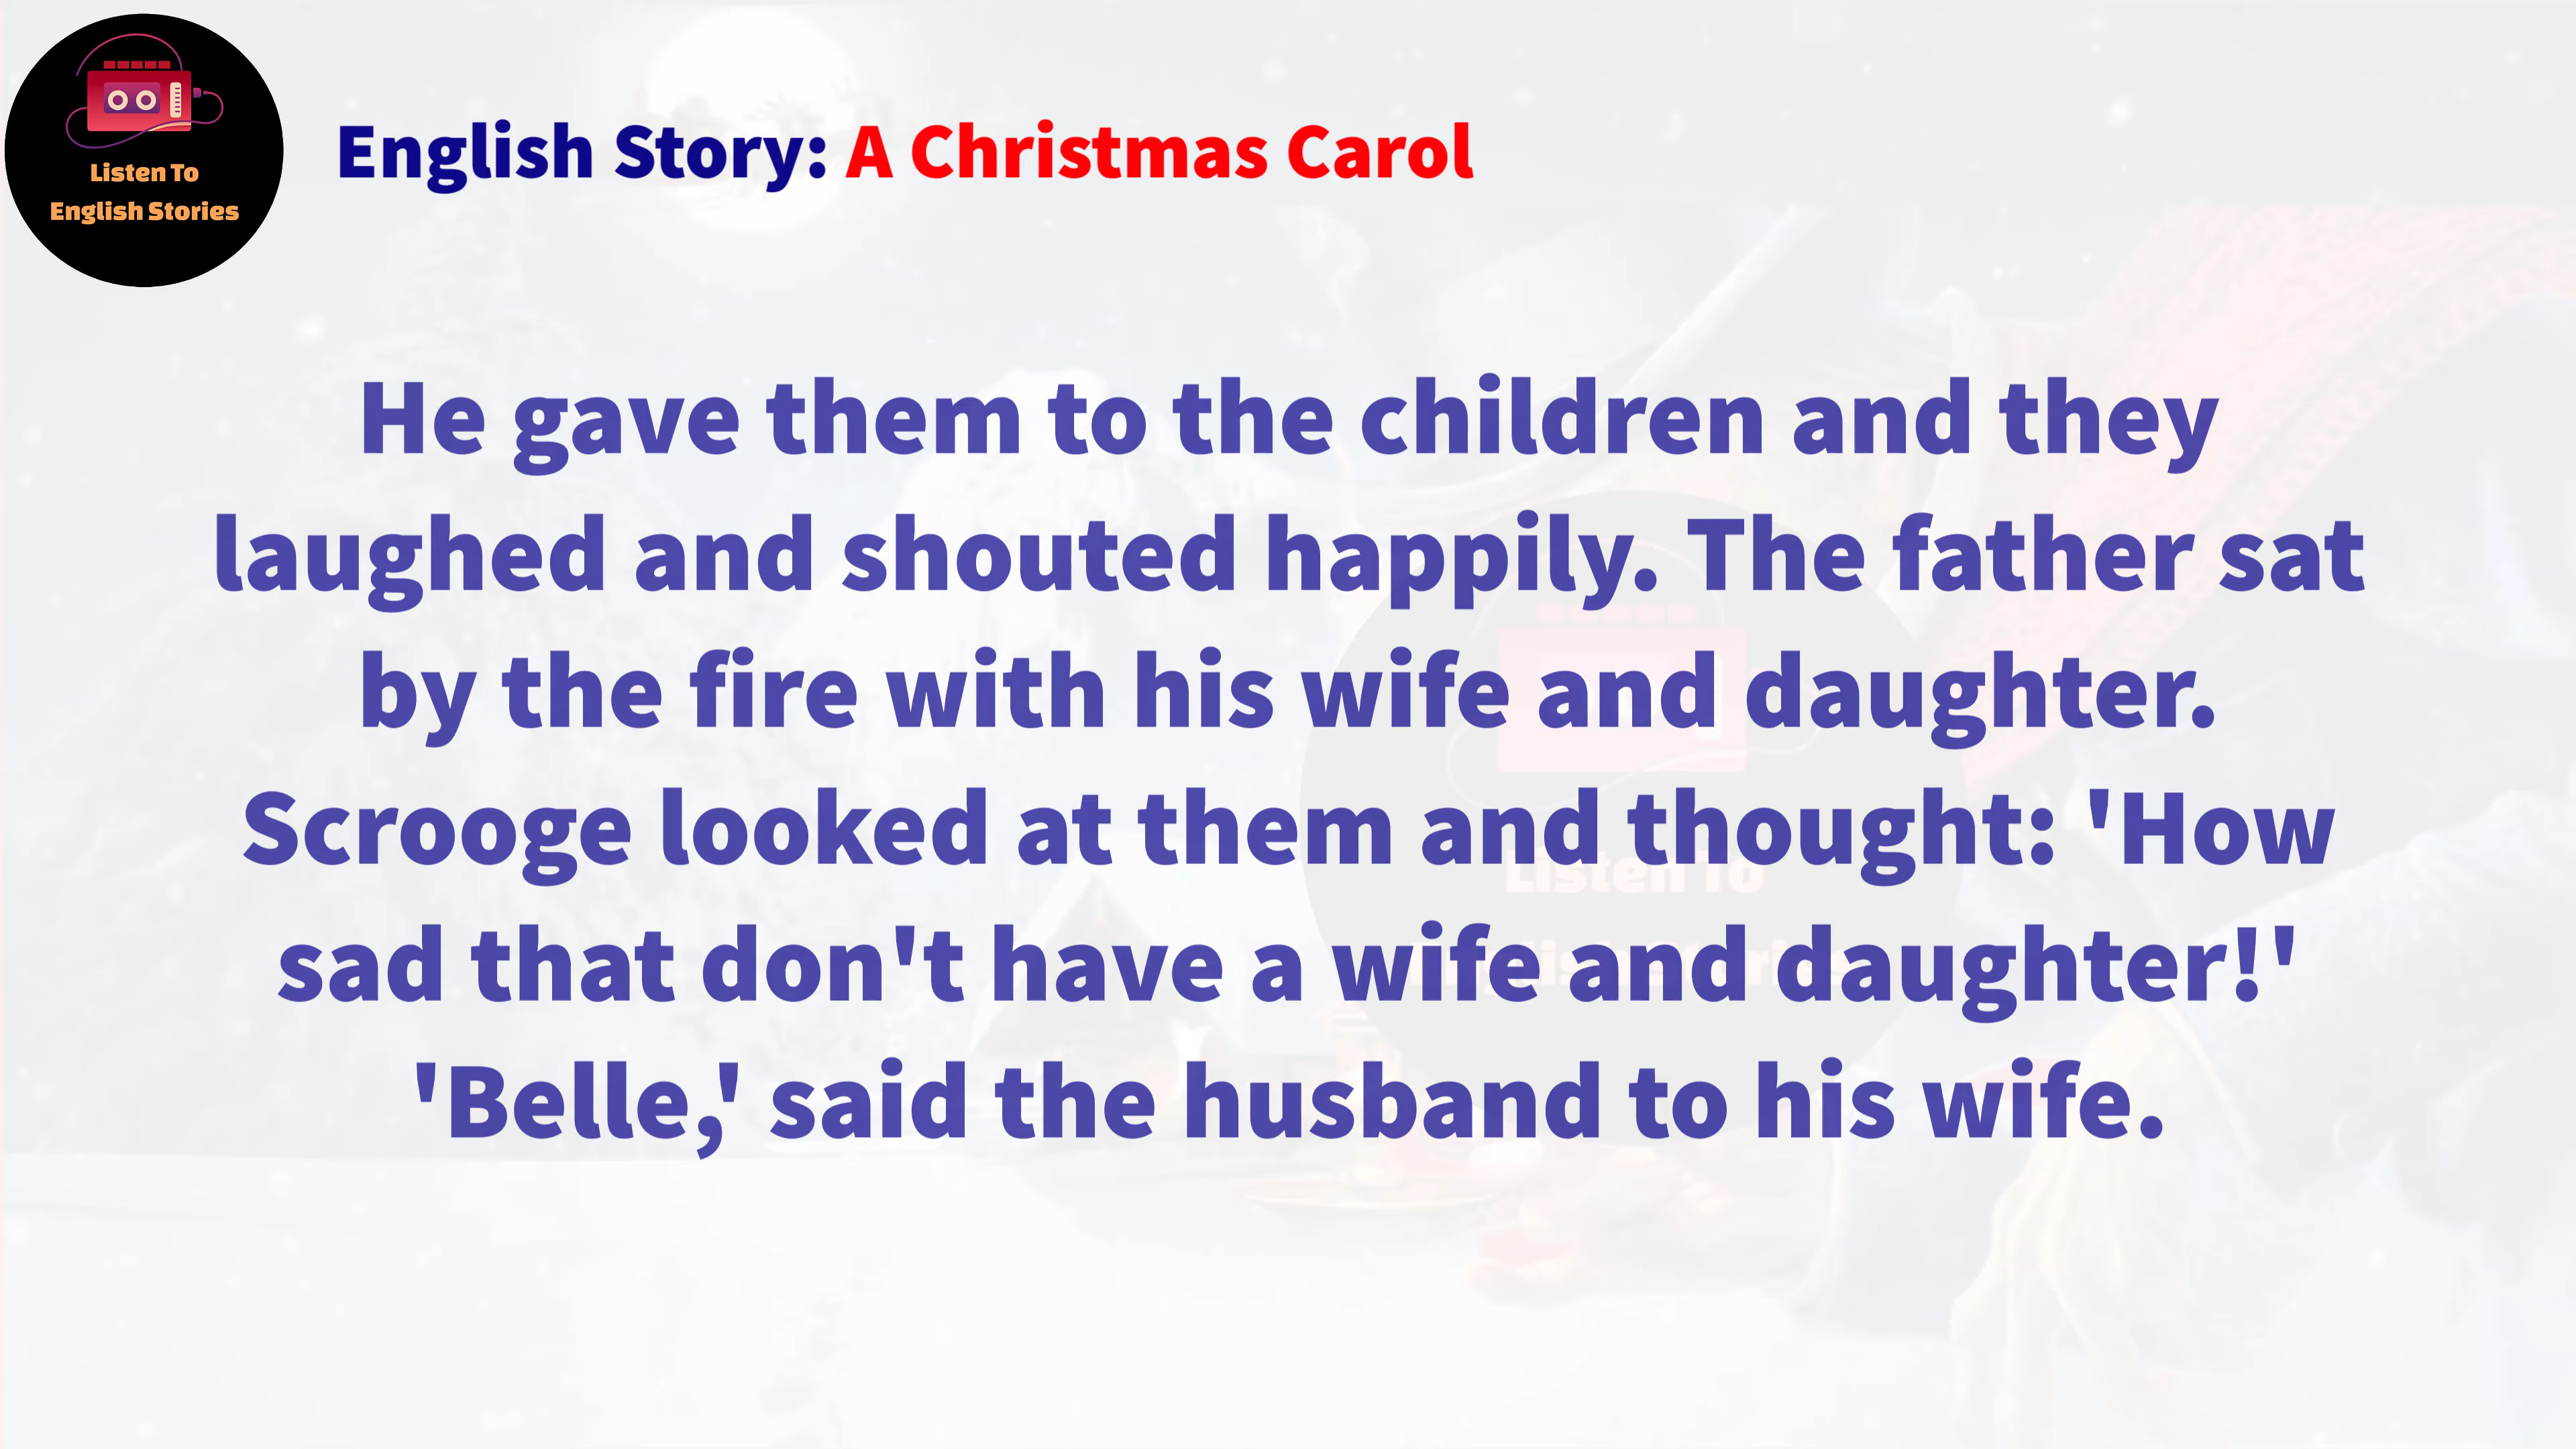 Listen To
English Stories
English Story: A Christmas Carol
He gave them to the children and they
laughed and shouted happily. The father sat
by the fire with his wife and daughter.
Scrooge looked at them and thought: 'How
sad that don't have a wife and daughter!'
'Belle,' said the husband to his wife.
Listen To